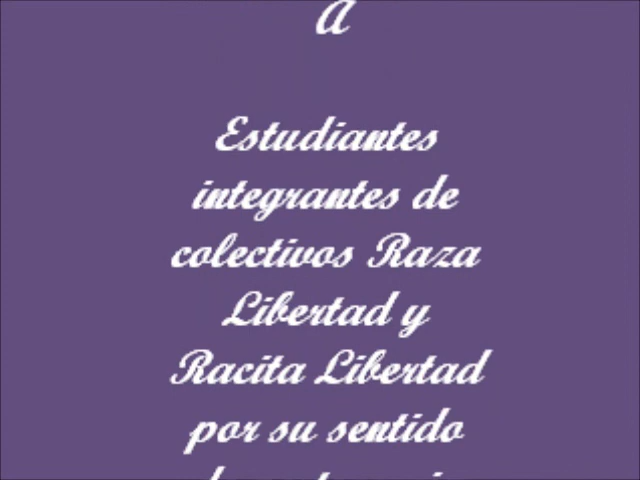 A
Estudiantes
integrantes de
colectivos Raza
Libertad y
Racita Libertad
por su sentido